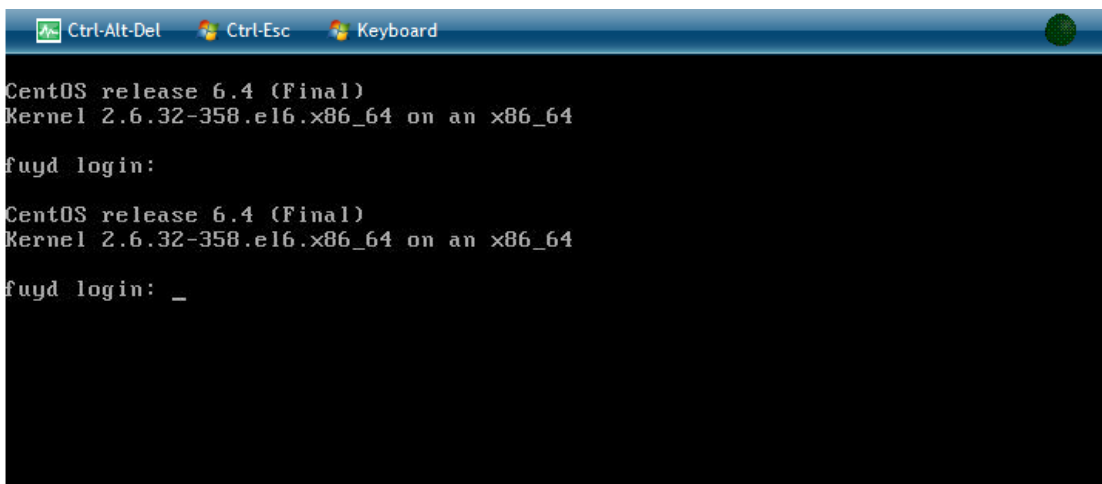 Ctrl-Alt-Del Ctrl-Esc Keyboard
CentOS release 6.4 (Final)
Kernel 2.6.32-358.el6.x86_64 on an x86_64
fuyd login:
CentOS release 6.4 (Final)
Kernel 2.6.32-358.el6.x86_64 on an x86_64
fuyd login: _